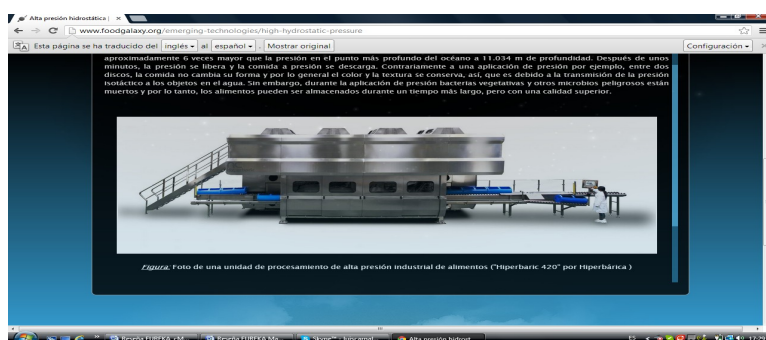 Alta presión hidrostática |
www.foodgalaxy.org/emerging-technologies/high-hydrostatic-pressure
Esta página se ha traducido del inglés al español . Mostrar original Configuración
aproximadamente 6 veces mayor que la presión en el punto más profundo del océano a 11.034 m de profundidad. Después de unos
minutos, la presión se libera y la comida a presión se descarga. Contrariamente a una aplicación de presión por ejemplo, entre dos
discos, la comida no cambia su forma y por lo general el color y la textura se conserva, así, que es debido a la transmisión de la presión
isotáctico a los objetos en el agua. Sin embargo, durante la aplicación de presión bacterias vegetativas y otros microbios peligrosos están
muertos y por lo tanto, los alimentos pueden ser almacenados durante un tiempo más largo, pero con una calidad superior.
Figura. Foto de una unidad de procesamiento de alta presión industrial de alimentos ("Hiperbaric 420" por Hiperbárica )
Reseña EUREKA Reseña EUREKA Ma... Skype™ Alta presión hidrost... ES 17:29